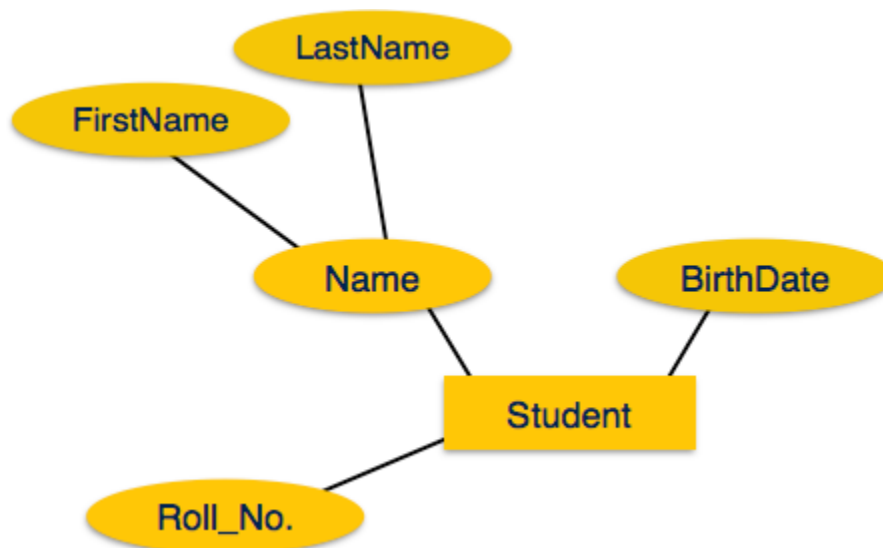 LastName
FirstName
Name
BirthDate
Student
Roll_No.